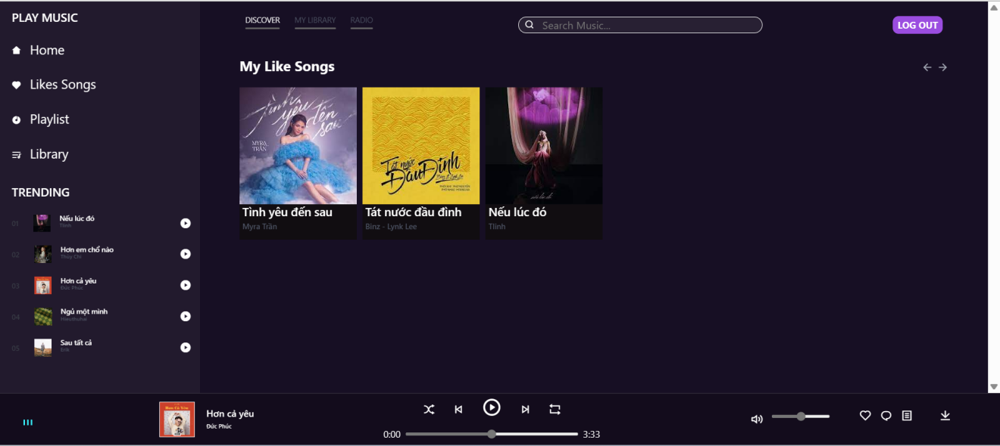 PLAY MUSIC
Home
Likes Songs
Playlist
Library
TRENDING
01
Nếu lúc đó
Tlinh
02
Hơn em chỗ nào
Thùy Chi
03
Hơn cả yêu
Đức Phúc
04
Ngủ một mình
Hieuthuhai
05
Sau tất cả
Erik
DISCOVER MY LIBRARY RADIO
Search Music...
LOG OUT
My Like Songs
Tình yêu đến sau
MYRA
TRẦN
Tình yêu đến sau
Myra Trần
Tát nước
Đầu Đình
Binz & Lynk Lee
Tát nước đầu đình
Binz - Lynk Lee
Nếu lúc đó
Tlinh
Hơn Cả Yêu
Hơn cả yêu
Đức Phúc
0:00
3:33